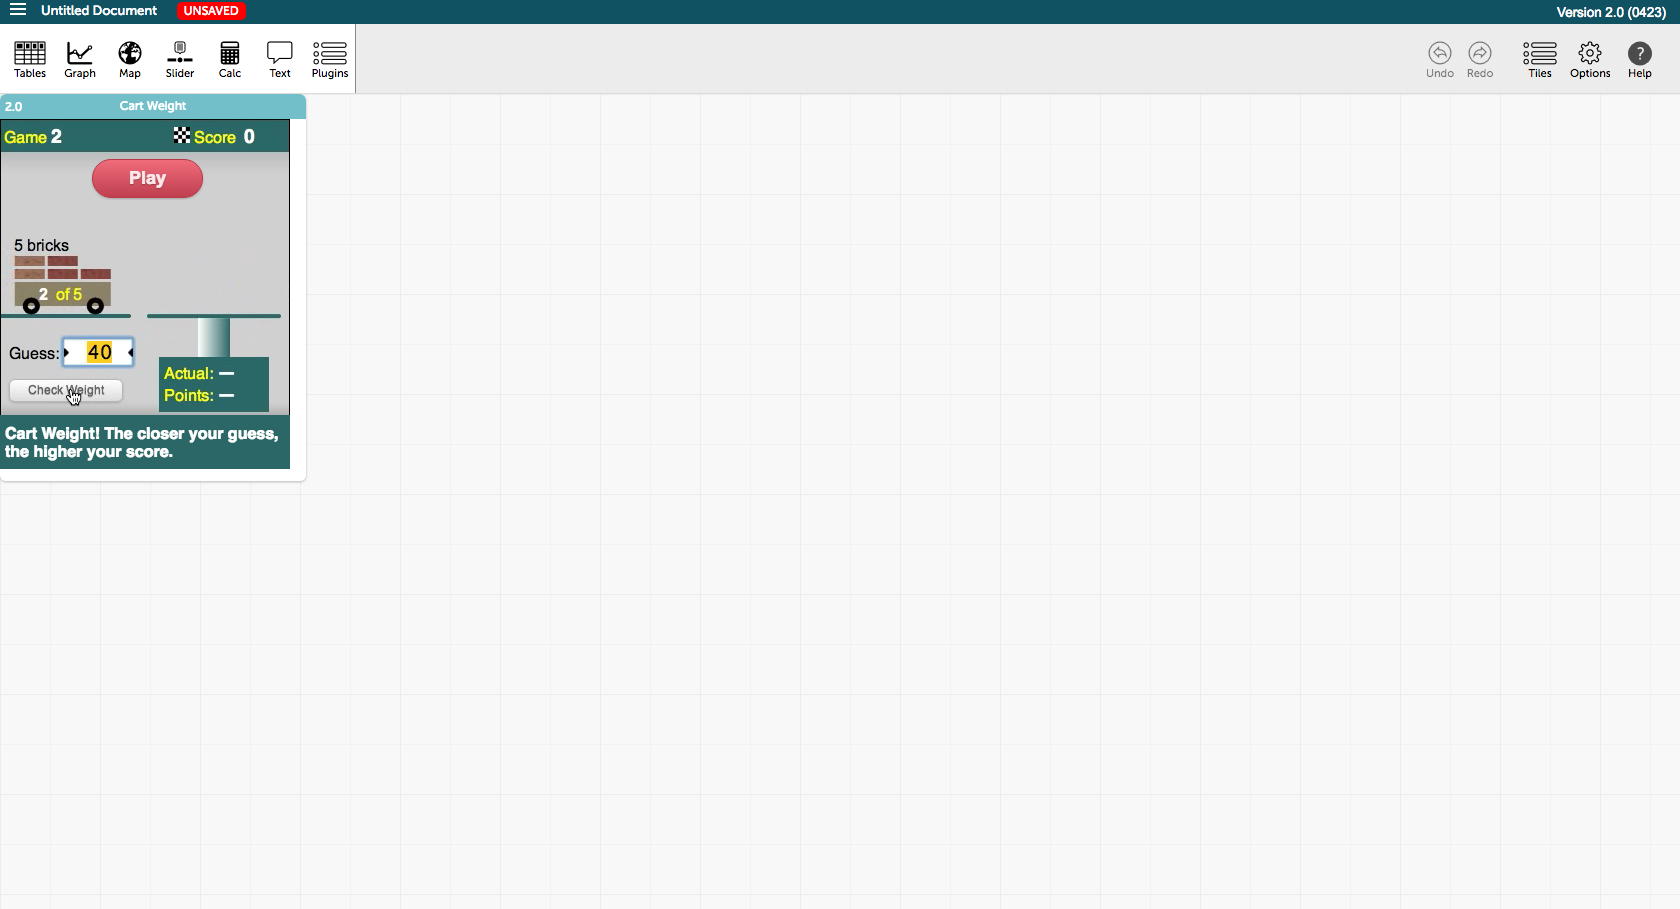 Untitled Document UNSAVED Version 2.0 (0423)
Tables Graph Map Slider Calc Text Plugins Undo Redo Tiles Options ? Help
2.0 Cart Weight
Game 2 Score 0
Play
5 bricks
2 of 5
Guess: 40
Check Weight
Actual: —
Points: —
Cart Weight! The closer your guess,
the higher your score.